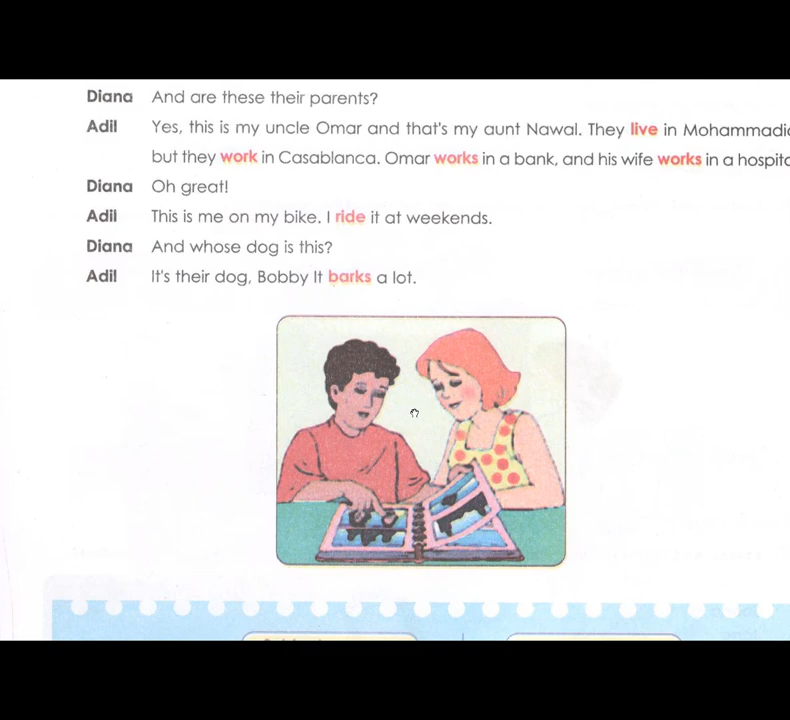 Diana And are these their parents?
Adil Yes, this is my uncle Omar and that's my aunt Nawal. They live in
but they work in Casablanca. Omar works in a bank, and his wife works in a
Diana Oh great!
Adil This is me on my bike. I ride it at weekends.
Diana And whose dog is this?
Adil It's their dog, Bobby It barks a lot.